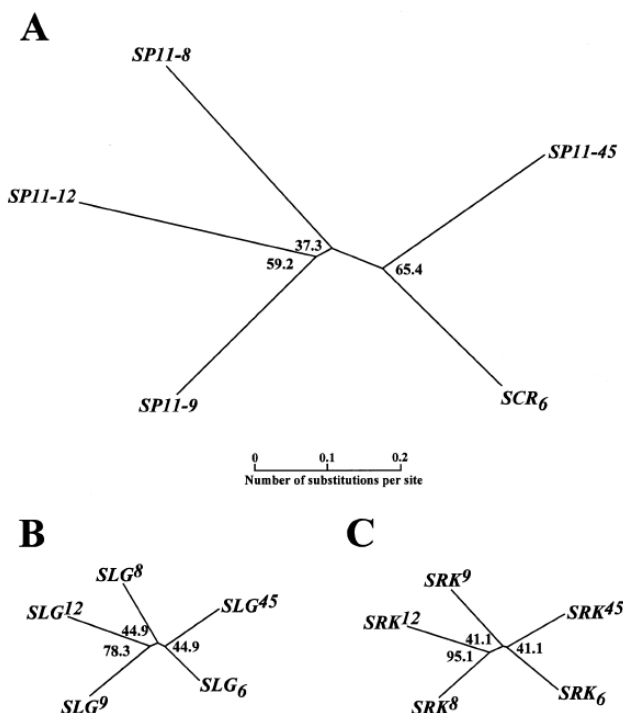 A
SP11-8
SP11-45
SP11-12
37.3
59.2
65.4
SP11-9
SCR6
0 0.1 0.2
Number of substitutions per site
B
SLG8
SLG12
SLG45
44.9
78.3
44.9
SLG6
SLG9
C
SRK9
SRK45
SRK12
41.1
95.1
41.1
SRK8
SRK6